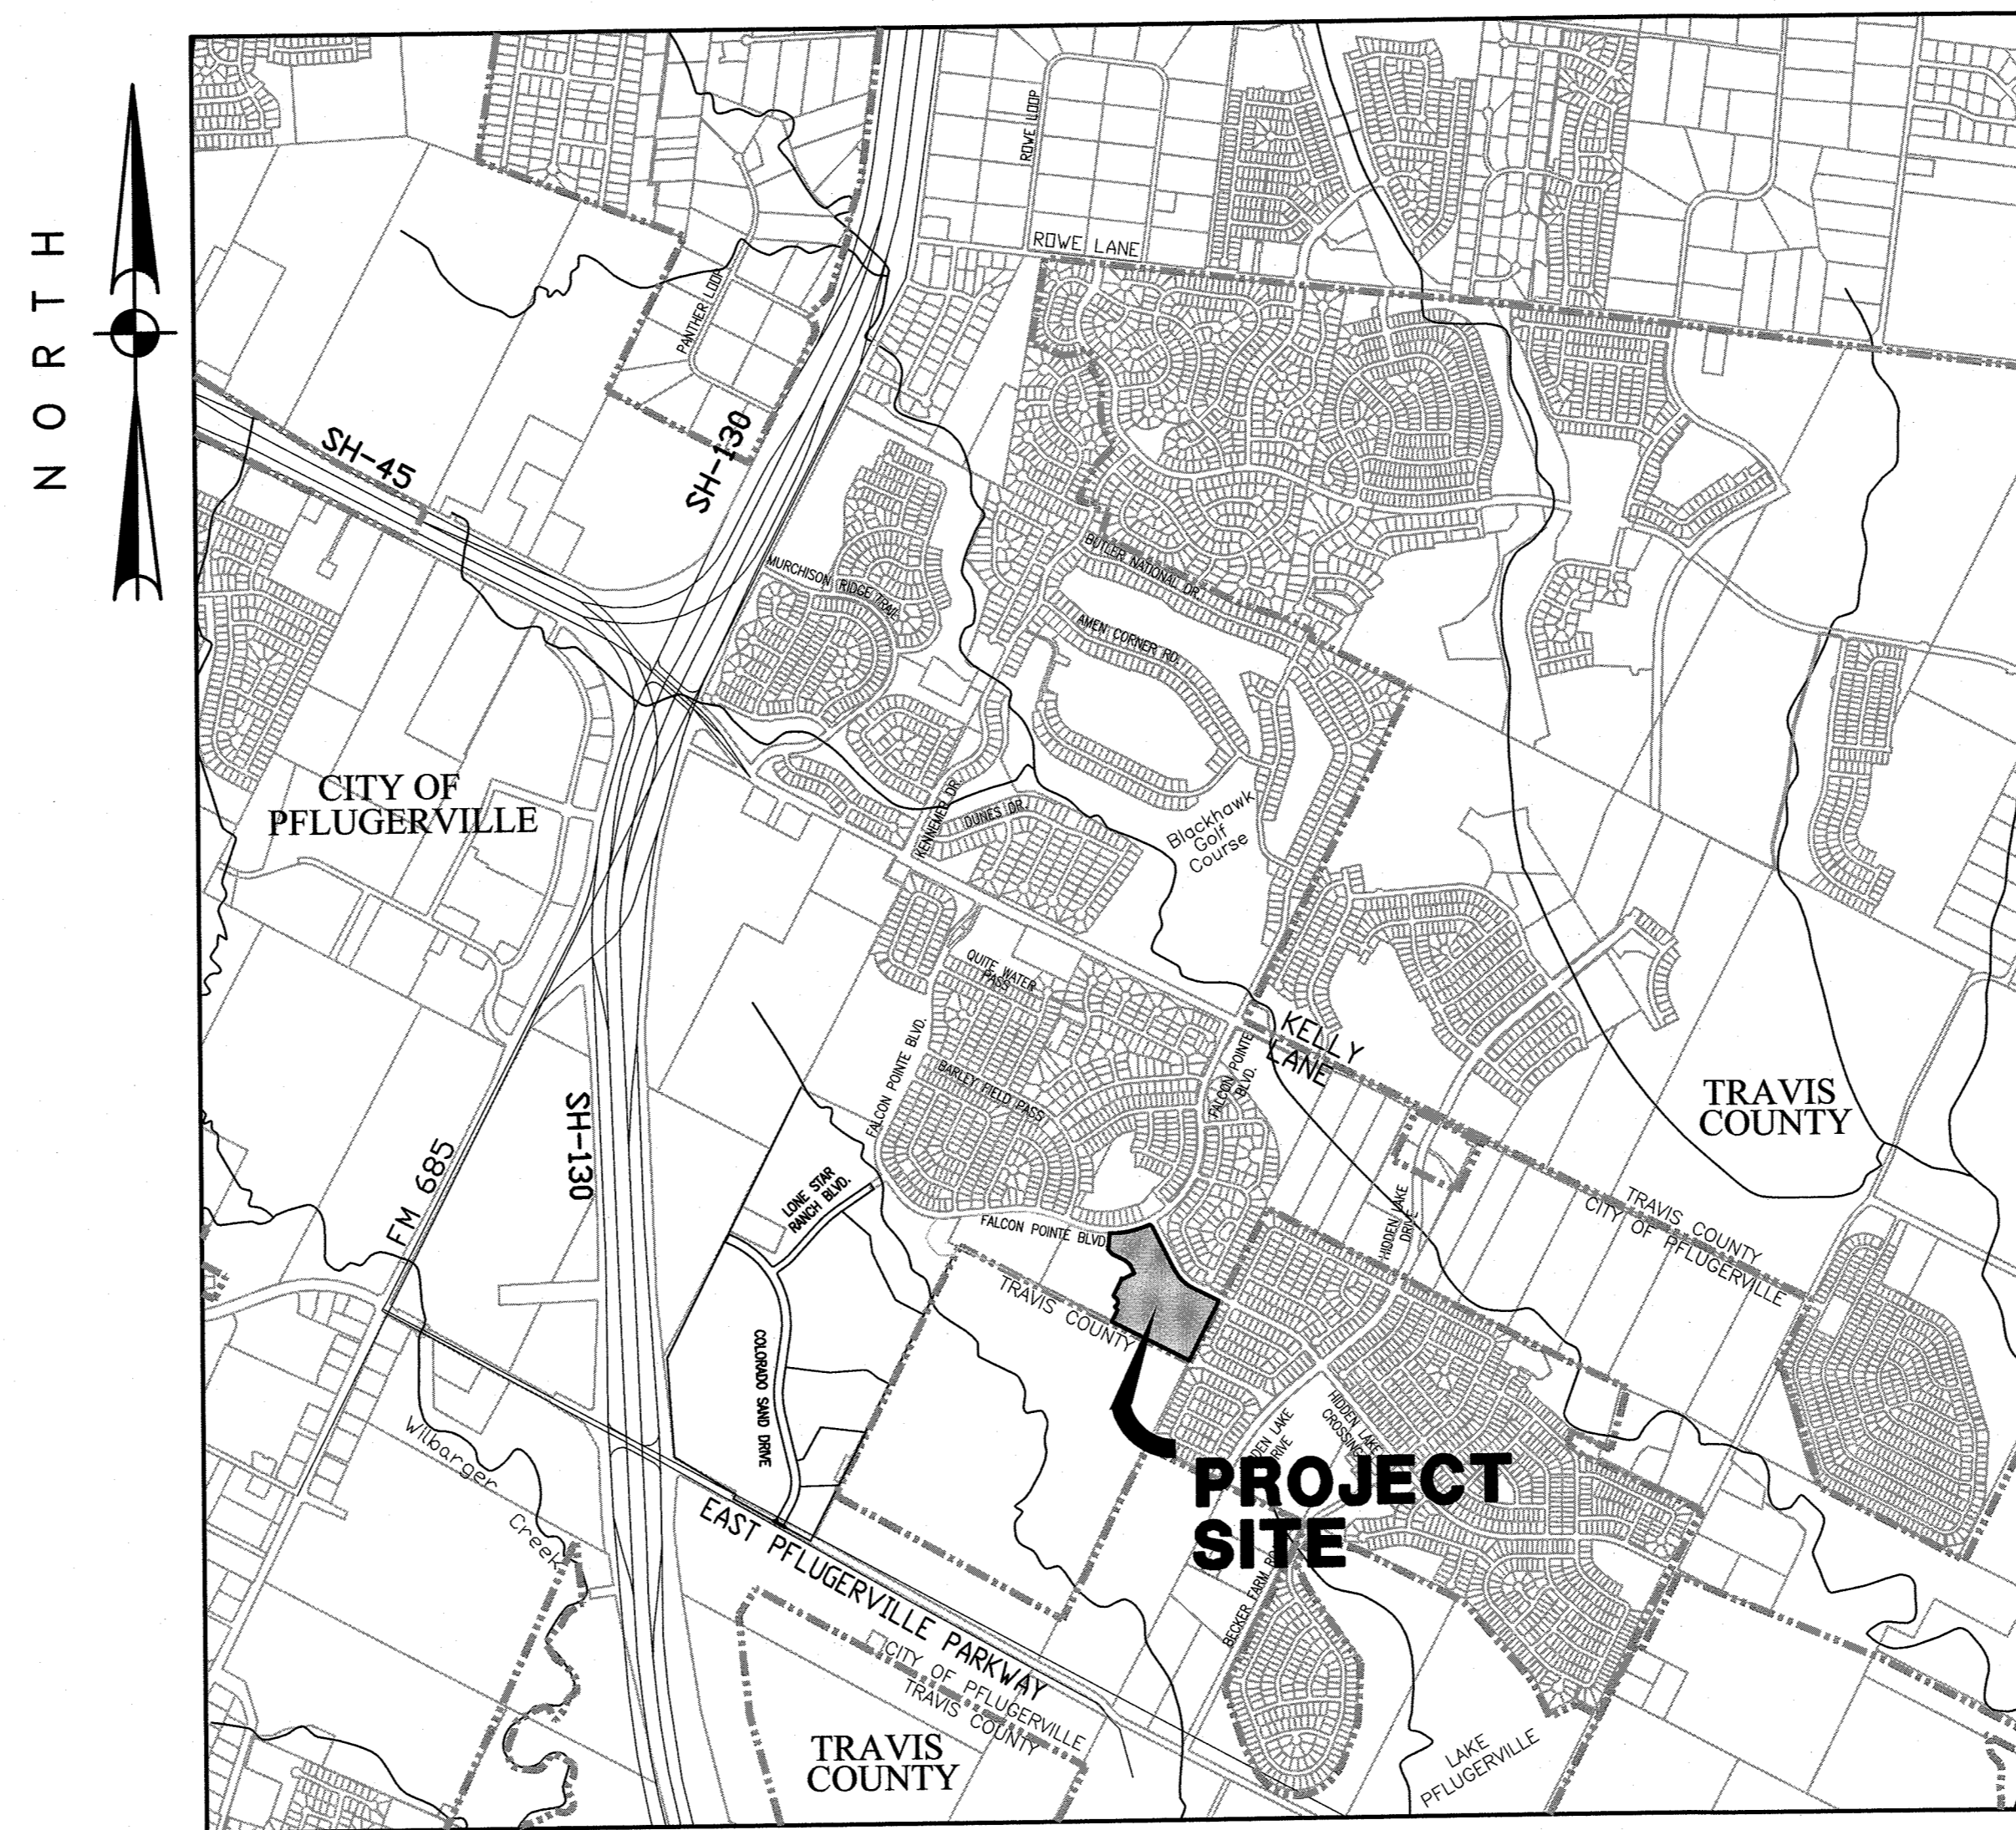 NORTH
ROWE LOOP
ROWE LANE
PANTHER LOOP
SH-45
SH-130
MURCHISON RIDGE TRAIL
BUTLER NATIONAL DR.
AMEN CORNER RD.
CITY OF
PFLUGERVILLE
KENNEMER DR.
DUNES DR.
Blackhawk
Golf
Course
QUITE WATER
PASS
KELLY
LANE
FALCON POINTE BLVD.
BARLEY FIELD PASS
FALCON POINTE
BLVD.
TRAVIS
COUNTY
SH-130
FM 685
LONE STAR
RANCH BLVD.
FALCON POINTE BLVD.
HIDDEN LAKE
DRIVE
TRAVIS COUNTY
CITY OF PFLUGERVILLE
TRAVIS COUNTY
COLORADO SAND DRIVE
HIDDEN LAKE
CROSSING
DEN LAKE
DRIVE
Wilbarger
Creek
PROJECT
SITE
EAST PFLUGERVILLE PARKWAY
BECKER FARM
CITY OF PFLUGERVILLE
TRAVIS COUNTY
TRAVIS
COUNTY
LAKE
PFLUGERVILLE